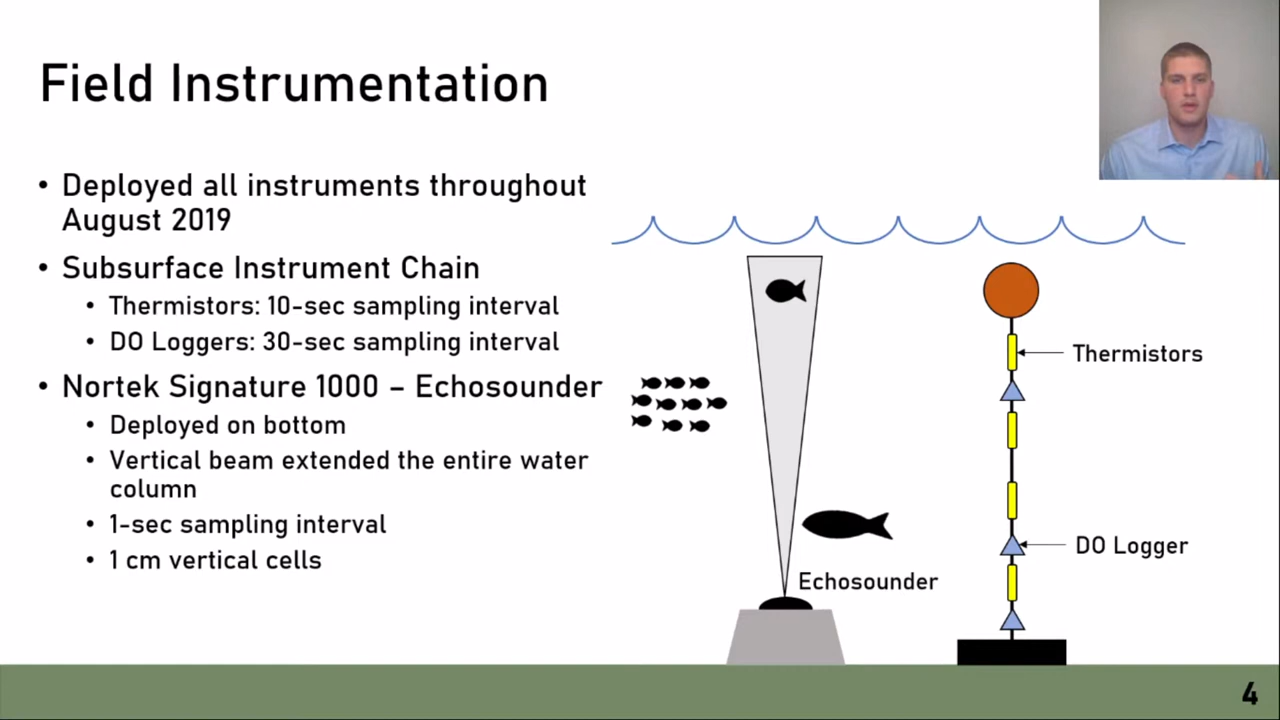 Field Instrumentation
• Deployed all instruments throughout
August 2019
• Subsurface Instrument Chain
• Thermistors: 10-sec sampling interval
• DO Loggers: 30-sec sampling interval
• Nortek Signature 1000 – Echosounder
• Deployed on bottom
• Vertical beam extended the entire water
column
• 1-sec sampling interval
• 1 cm vertical cells
Thermistors
DO Logger
Echosounder
4